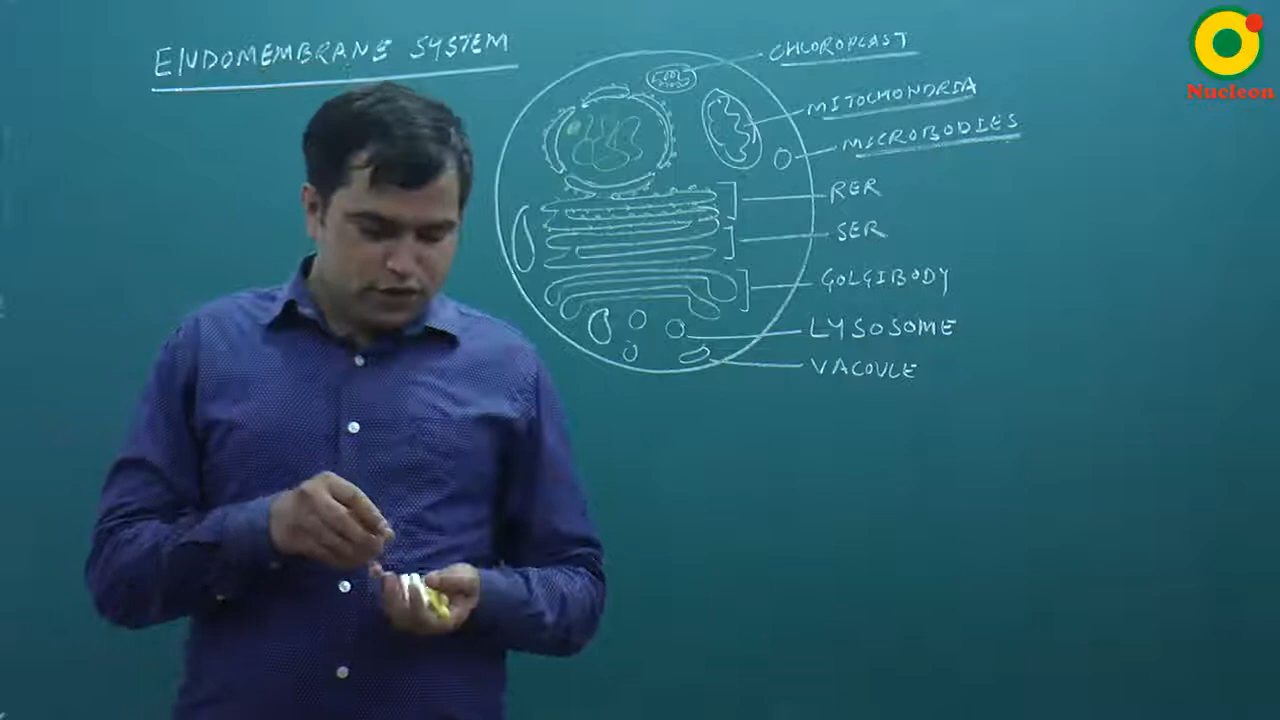 ENDOMEMBRANE SYSTEM
CHLOROPLAST
MITOCHONDRIA
MICROBODIES
RER
SER
GOLGIBODY
LYSOSOME
VACOULE
Nucleon